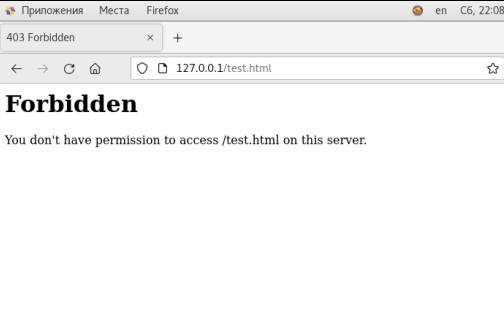 Приложения Места Firefox en Сб, 22:08
403 Forbidden
127.0.0.1/test.html
Forbidden
You don't have permission to access /test.html on this server.